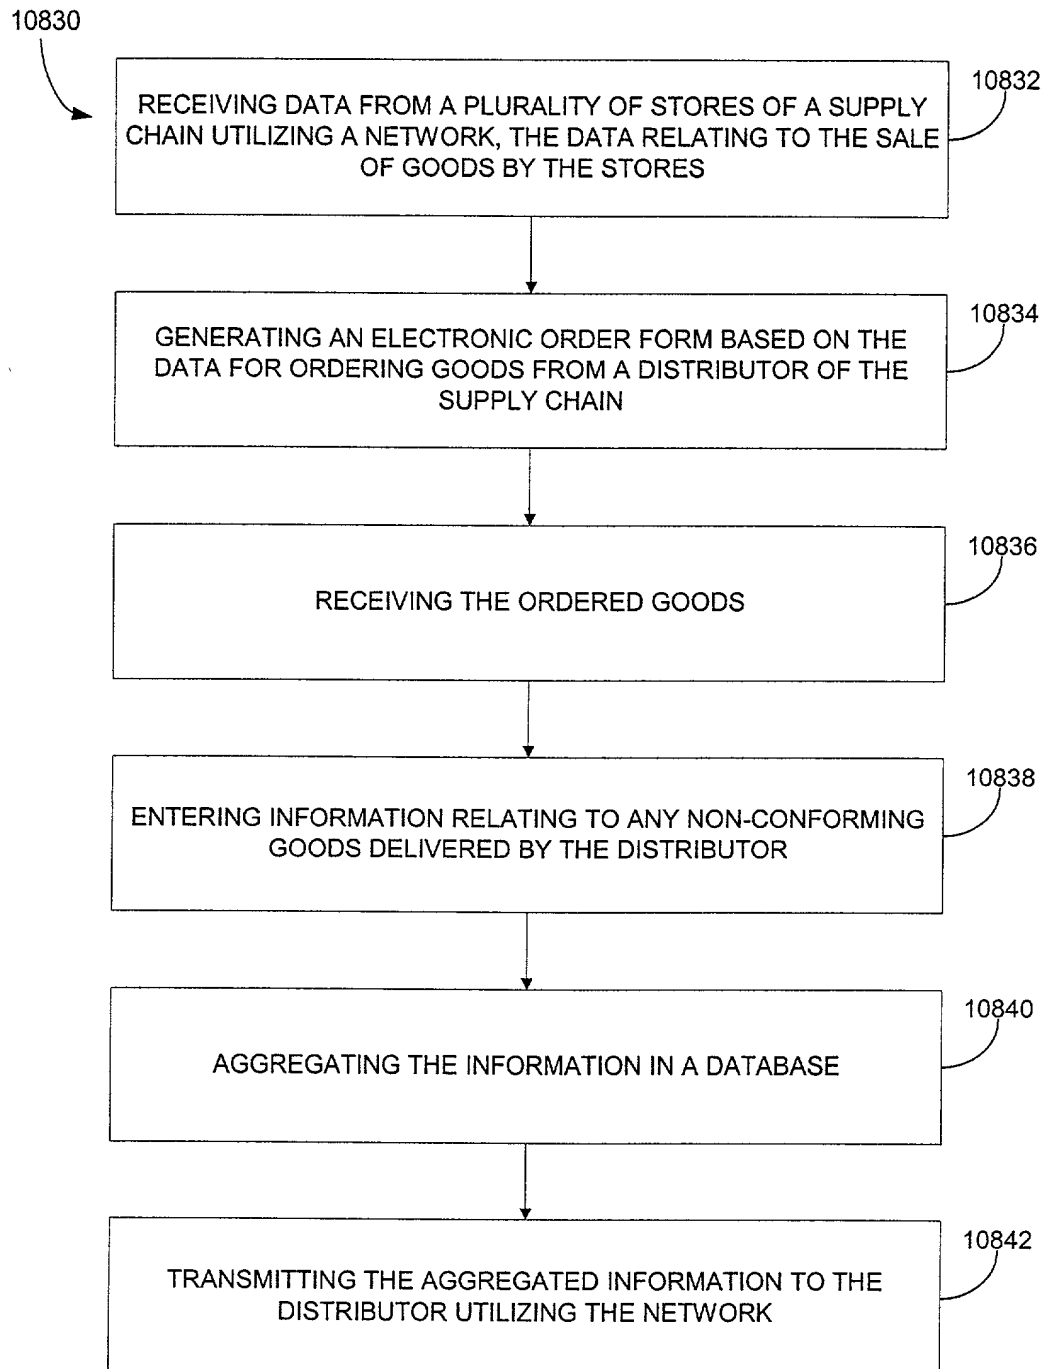 10830
10832
RECEIVING DATA FROM A PLURALITY OF STORES OF A SUPPLY
CHAIN UTILIZING A NETWORK, THE DATA RELATING TO THE SALE
OF GOODS BY THE STORES
10834
GENERATING AN ELECTRONIC ORDER FORM BASED ON THE
DATA FOR ORDERING GOODS FROM A DISTRIBUTOR OF THE
SUPPLY CHAIN
10836
RECEIVING THE ORDERED GOODS
10838
ENTERING INFORMATION RELATING TO ANY NON-CONFORMING
GOODS DELIVERED BY THE DISTRIBUTOR
10840
AGGREGATING THE INFORMATION IN A DATABASE
10842
TRANSMITTING THE AGGREGATED INFORMATION TO THE
DISTRIBUTOR UTILIZING THE NETWORK